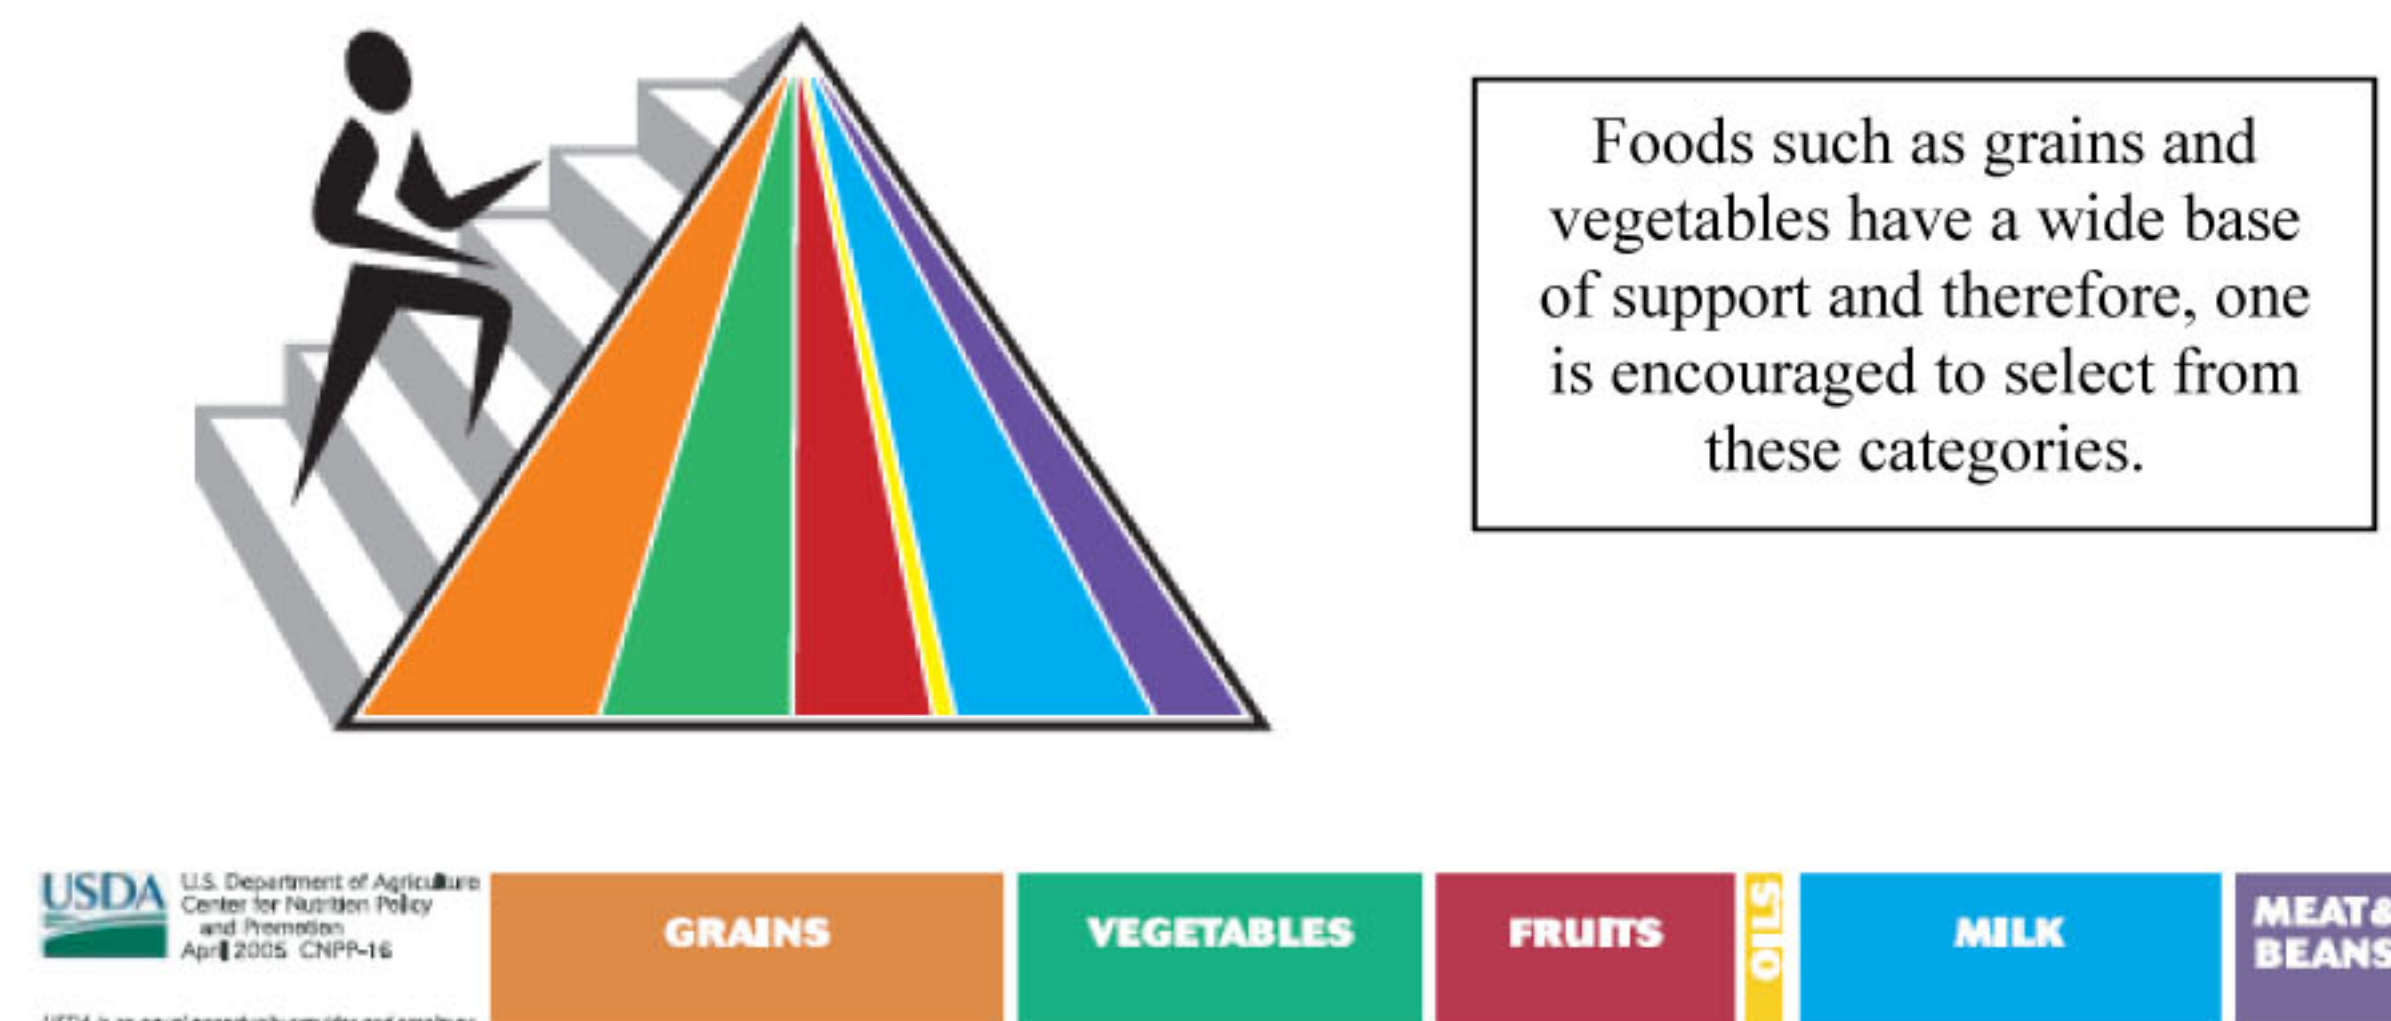 Foods such as grains and
vegetables have a wide base
of support and therefore, one
is encouraged to select from
these categories.
USDA
U.S. Department of Agriculture
Center for Nutrition Policy
and Promotion
April 2005 CNPP-16
GRAINS
VEGETABLES
FRUITS
OILS
MILK
MEAT&
BEANS